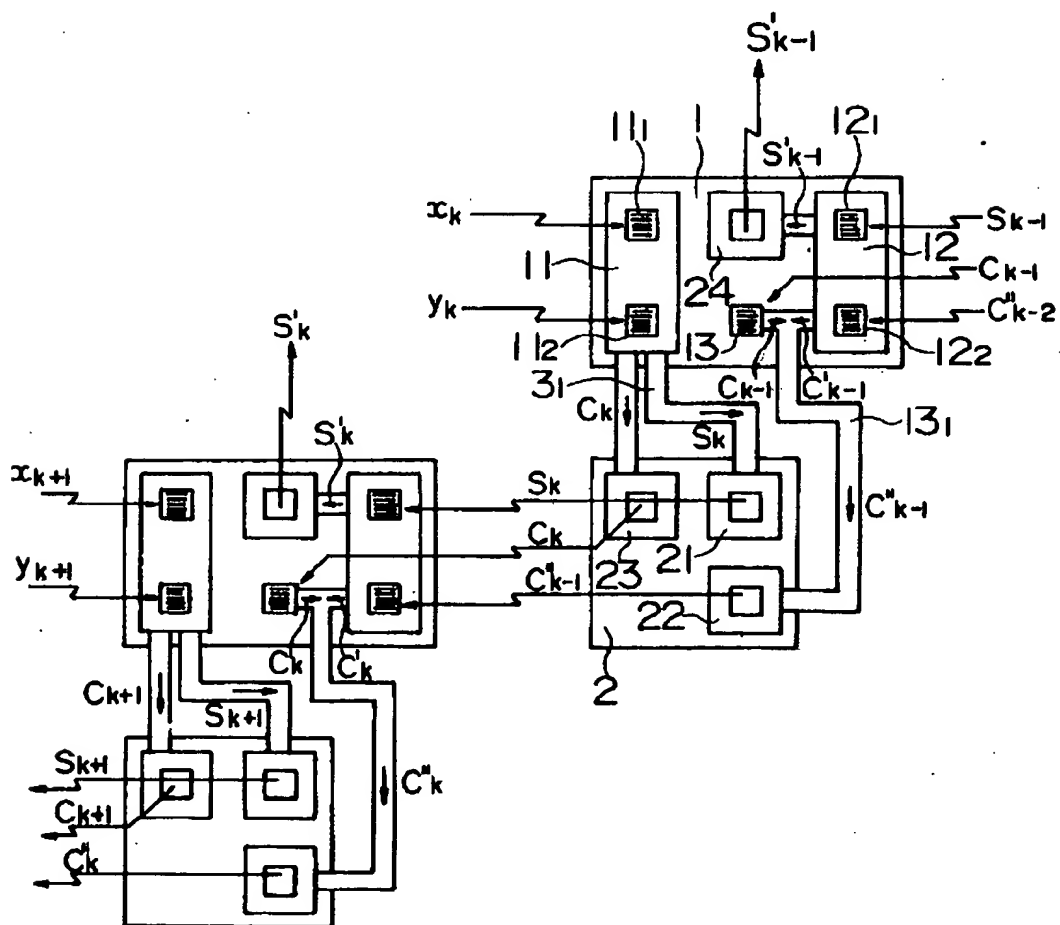 S'k-1
11₁
1
S'k-1
12₁
xk
Sk-1
11
12
24
Ck-1
yk
C"k-2
11₂
13
12₂
Ck-1
C'k-1
3₁
Ck
13₁
Sk
S'k
S'k
xk+1
Sk
Ck
C"k-1
23
21
C"k-1
yk+1
22
Ck
C'k
2
Ck+1
Sk+1
Sk+1
C"k
Ck+1
C"k